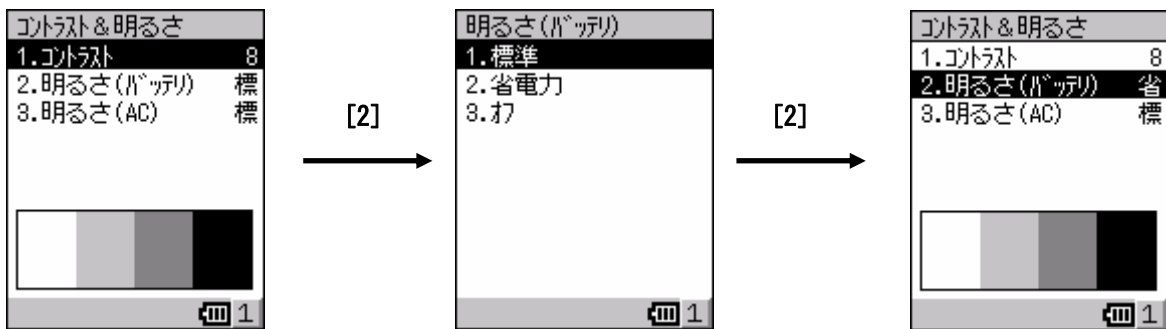 コントラスト&明るさ
1.コントラスト 8
2.明るさ(バッテリ) 標
3.明るさ(AC) 標
1
[2]
明るさ(バッテリ)
1.標準
2.省電力
3.オフ
1
[2]
コントラスト&明るさ
1.コントラスト 8
2.明るさ(バッテリ) 省
3.明るさ(AC) 標
1